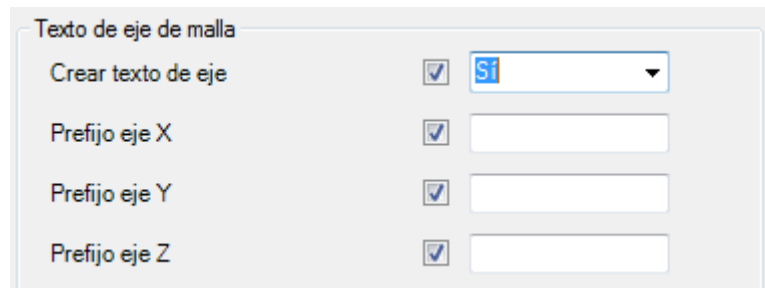 Texto de eje de malla
Crear texto de eje Sí
Prefijo eje X
Prefijo eje Y
Prefijo eje Z